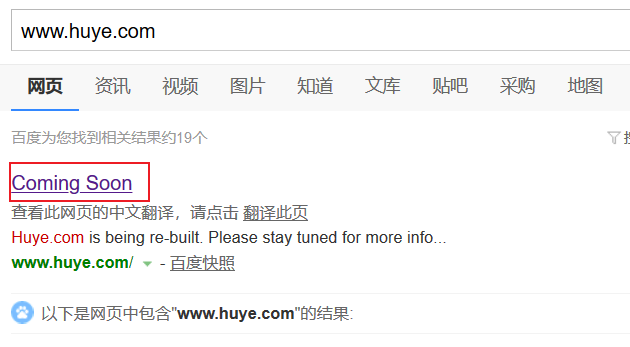 www.huye.com
网页 资讯 视频 图片 知道 文库 贴吧 采购 地图
百度为您找到相关结果约19个
Coming Soon
查看此网页的中文翻译，请点击 翻译此页
Huye.com is being re-built. Please stay tuned for more info...
www.huye.com/ - 百度快照
以下是网页中包含"www.huye.com"的结果: